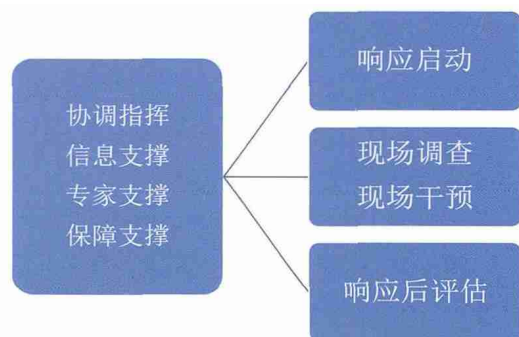 协调指挥
信息支撑
专家支撑
保障支撑
响应启动
现场调查
现场干预
响应后评估